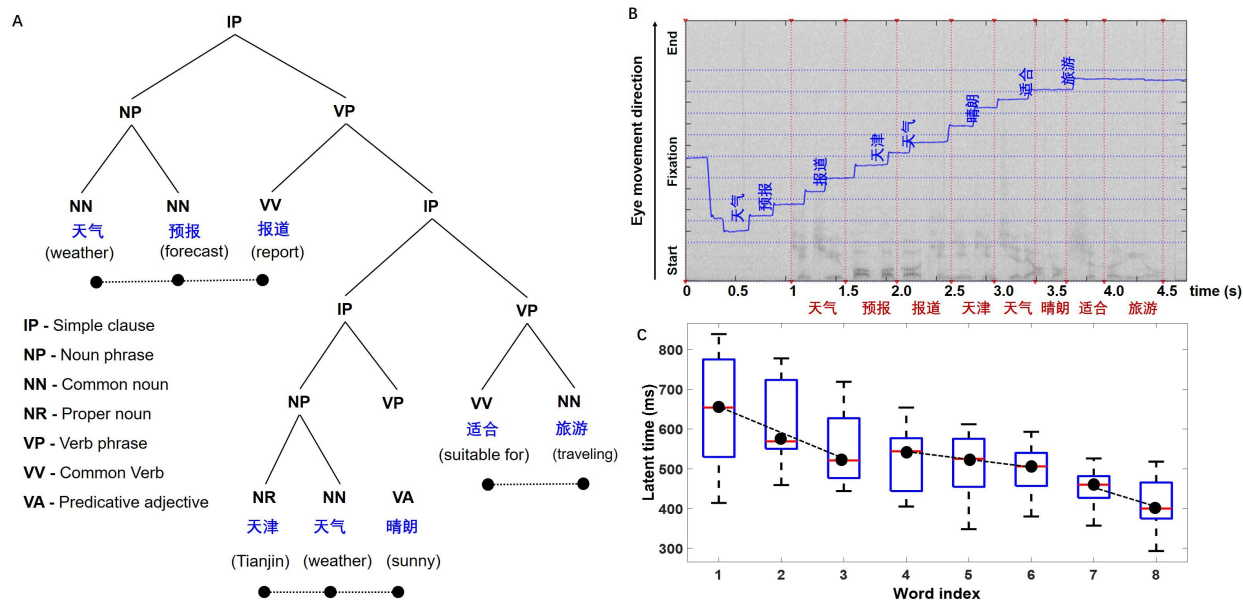 A
IP
NP VP
NN NN VV IP
天气 预报 报道
(weather) (forecast) (report)
IP VP
NP VP VV NN
适合 旅游
(suitable for) (traveling)
NR NN VA
天津 天气 晴朗
(Tianjin) (weather) (sunny)
IP - Simple clause
NP - Noun phrase
NN - Common noun
NR - Proper noun
VP - Verb phrase
VV - Common Verb
VA - Predicative adjective
B
Eye movement direction
End
Fixation
Start
天气 预报 报道 天津 天气 晴朗 适合 旅游
0 0.5 1 1.5 2.0 2.5 3.0 3.5 4.0 4.5 time (s)
天气 预报 报道 天津 天气 晴朗 适合 旅游
C
Latent time (ms)
800
700
600
500
400
300
1 2 3 4 5 6 7 8
Word index